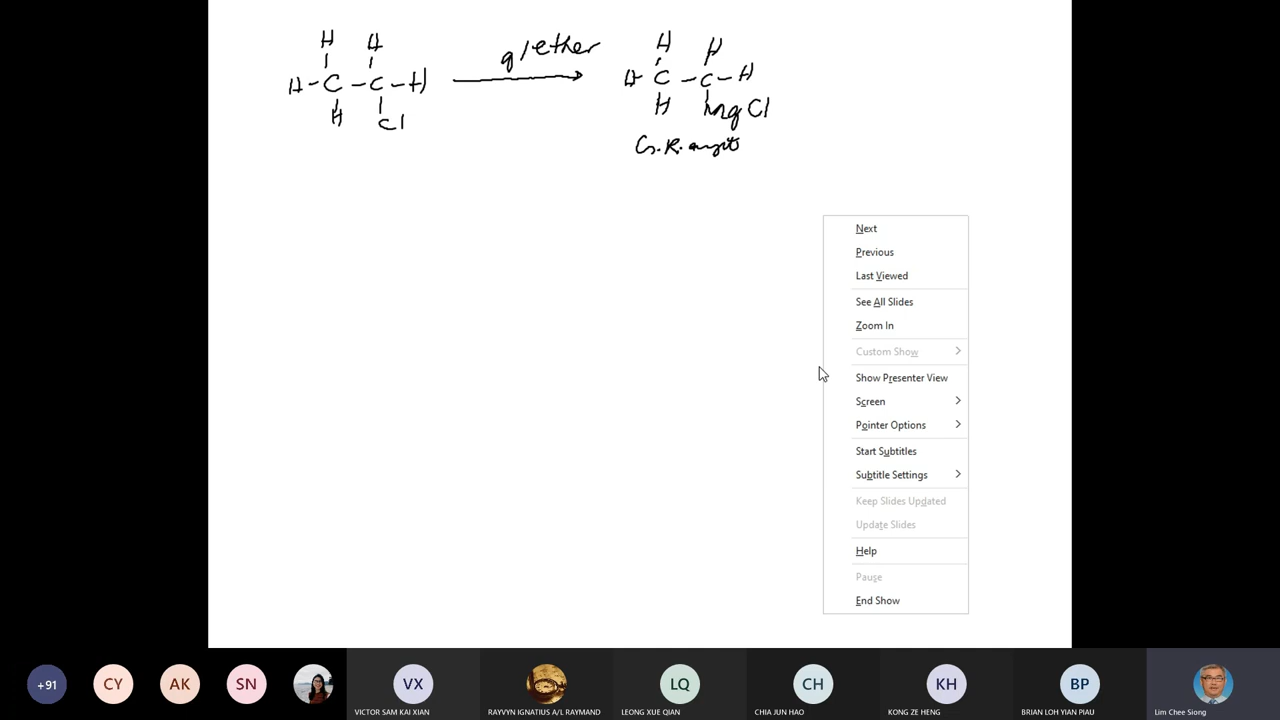 H H
H-C-C-H
H Cl
q/ether
H H
H C-C-H
H mgCl
G.R.
Next
Previous
Last Viewed
See All Slides
Zoom In
Custom Show
Show Presenter View
Screen
Pointer Options
Start Subtitles
Subtitle Settings
Keep Slides Updated
Update Slides
Help
Pause
End Show
+91
CY
AK
SN
VX
LQ
CH
KH
BP
VICTOR SAM KAI XIAN
RAYVYN IGNATIUS A/L RAYMAND
LEONG XUE QIAN
CHIA JUN HAO
KONG ZE HENG
BRIAN LOH YIAN PIAU
Lim Chee Siong